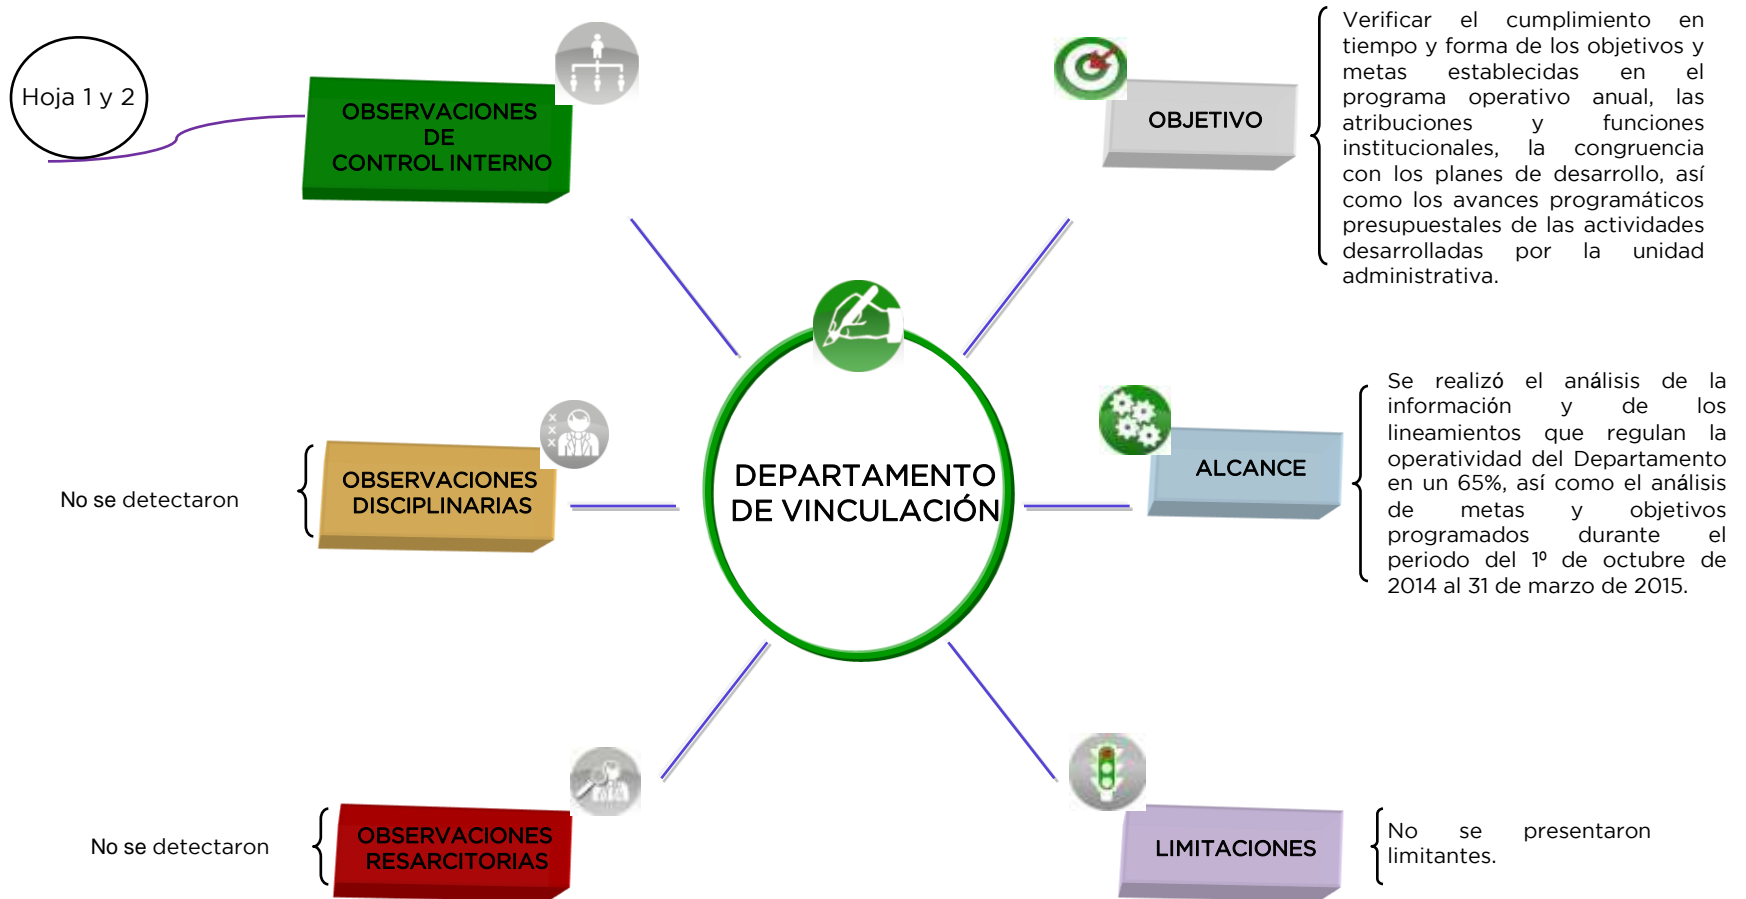 Hoja 1 y 2
OBSERVACIONES
DE
CONTROL INTERNO
OBJETIVO
Verificar el cumplimiento en
tiempo y forma de los objetivos y
metas establecidas en el
programa operativo anual, las
atribuciones y funciones
institucionales, la congruencia
con los planes de desarrollo, así
como los avances programáticos
presupuestales de las actividades
desarrolladas por la unidad
administrativa.
DEPARTAMENTO
DE VINCULACIÓN
No se detectaron
OBSERVACIONES
DISCIPLINARIAS
ALCANCE
Se realizó el análisis de la
información y de los
lineamientos que regulan la
operatividad del Departamento
en un 65%, así como el análisis
de metas y objetivos
programados durante el
periodo del 1º de octubre de
2014 al 31 de marzo de 2015.
No se detectaron
OBSERVACIONES
RESARCITORIAS
LIMITACIONES
No se presentaron
limitantes.